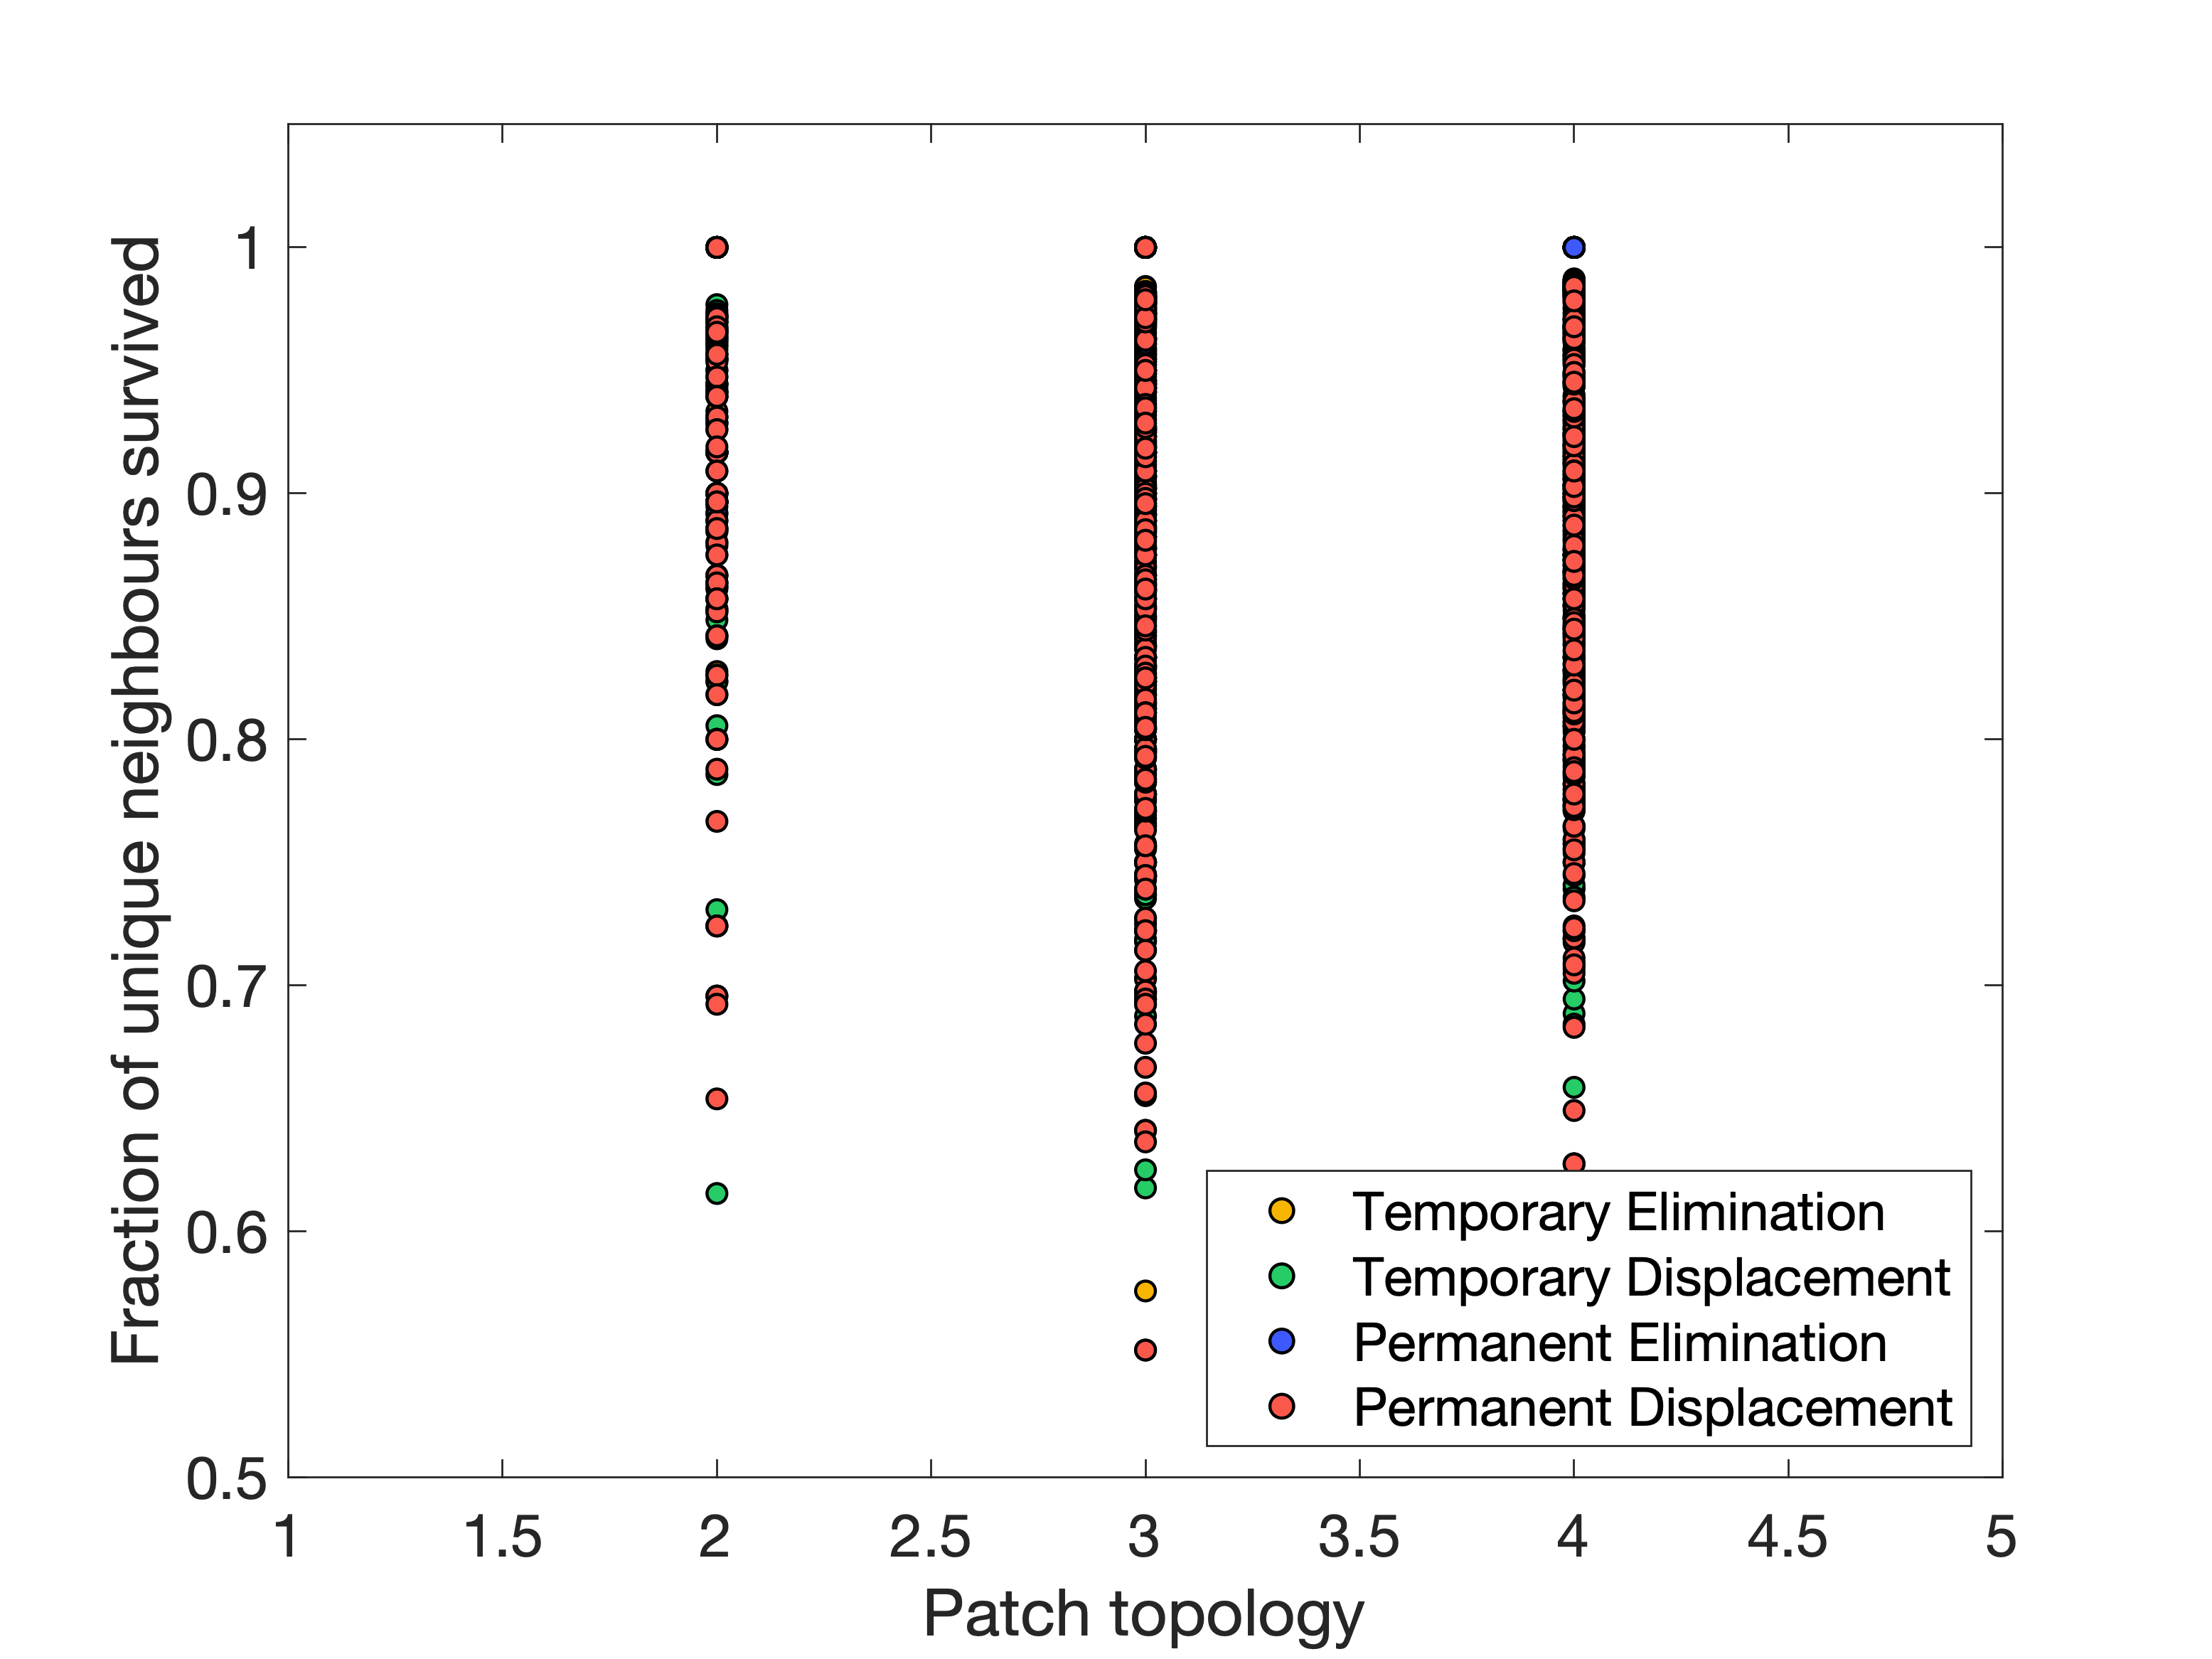 Fraction of unique neighbours survived
1
0.9
0.8
0.7
0.6
0.5
1 1.5 2 2.5 3 3.5 4 4.5 5
Patch topology
Temporary Elimination
Temporary Displacement
Permanent Elimination
Permanent Displacement